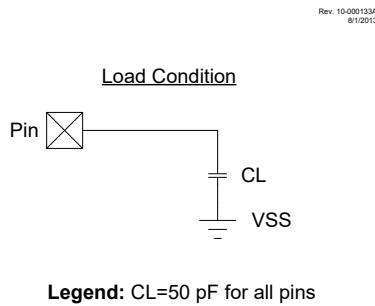 Rev. 10-000133A
8/1/2013
Load Condition
Pin
CL
VSS
Legend: CL=50 pF for all pins